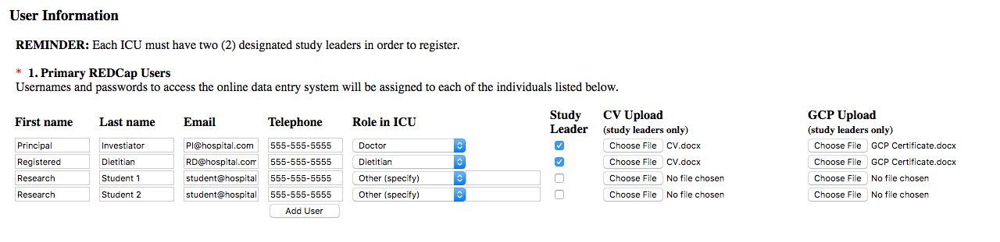 User Information
REMINDER: Each ICU must have two (2) designated study leaders in order to register.
* 1. Primary REDCap Users
Usernames and passwords to access the online data entry system will be assigned to each of the individuals listed below.
First name Last name Email Telephone Role in ICU Study Leader CV Upload (study leaders only) GCP Upload (study leaders only)
Principal Investiator PI@hospital.com 555-555-5555 Doctor Choose File CV.docx Choose File GCP Certificate.docx
Registered Dietitian RD@hospital.com 555-555-5555 Dietitian Choose File CV.docx Choose File GCP Certificate.docx
Research Student 1 student@hospital 555-555-5555 Other (specify) Choose File No file chosen Choose File No file chosen
Research Student 2 student@hospital 555-555-5555 Other (specify) Choose File No file chosen Choose File No file chosen
Add User